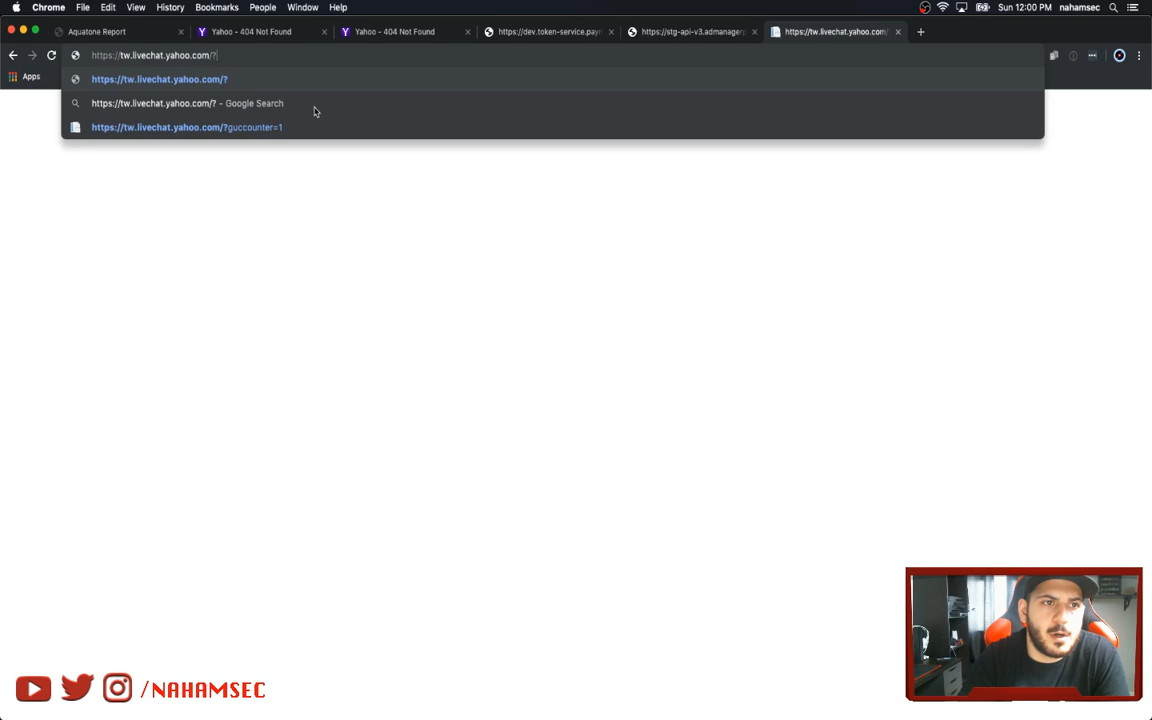 Chrome File Edit View History Bookmarks People Window Help Sun 12:00 PM nahamsec
Aquatone Report Yahoo - 404 Not Found Yahoo - 404 Not Found https://dev.token-service.payn https://stg-api-v3.admanagerp https://tw.livechat.yahoo.com/
https://tw.livechat.yahoo.com/?
Apps https://tw.livechat.yahoo.com/?
https://tw.livechat.yahoo.com/? - Google Search
https://tw.livechat.yahoo.com/?guccounter=1
/NAHAMSEC